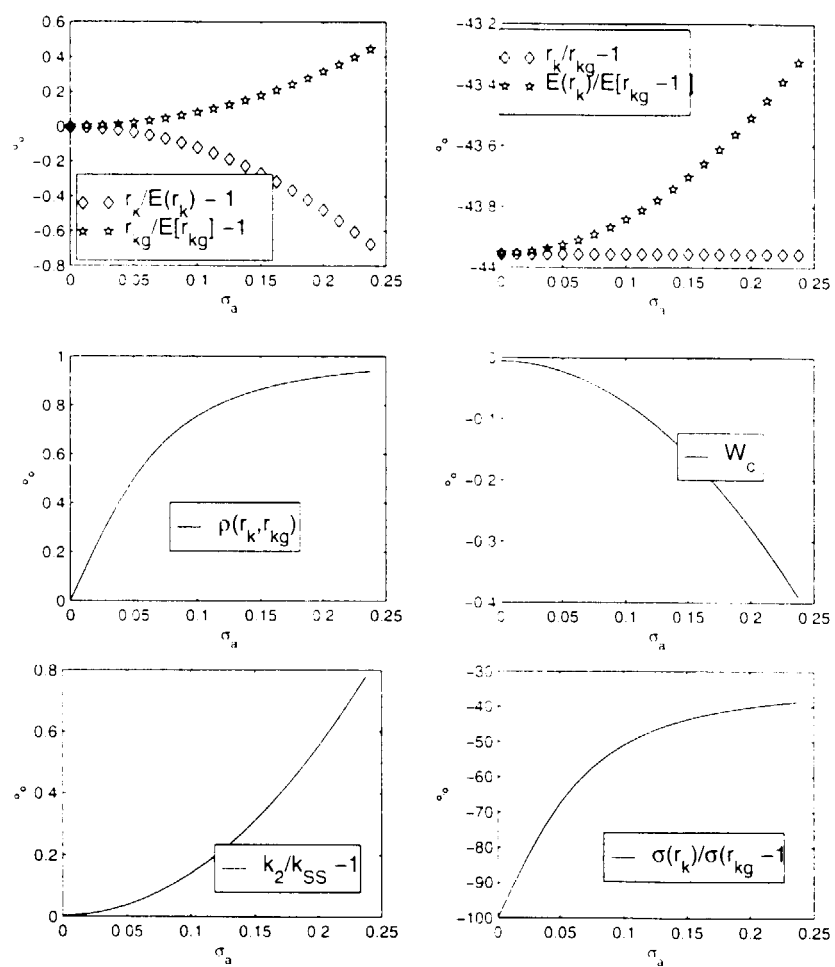 0.6
0.4
0.2
0
-0.2
-0.4
-0.6
-0.8
%
0 0.05 0.1 0.15 0.2 0.25
σ_a
r_k/E(r_k) - 1
r_kg/E[r_kg] -1
-43.2
-43.4
-43.6
-43.8
-44
%
0 0.05 0.1 0.15 0.2 0.25
σ_a
r_k/r_kg -1
E(r_k)/E[r_kg -1]
1
0.8
0.6
0.4
0.2
0
%
0 0.05 0.1 0.15 0.2 0.25
σ_a
ρ(r_k,r_kg)
0
-0.1
-0.2
-0.3
-0.4
%
0 0.05 0.1 0.15 0.2 0.25
σ_a
W_c
0.8
0.6
0.4
0.2
0
%
0 0.05 0.1 0.15 0.2 0.25
σ_a
k_2/k_SS -1
-30
-40
-50
-60
-70
-80
-90
-100
%
0 0.05 0.1 0.15 0.2 0.25
σ_a
σ(r_k)/σ(r_kg -1